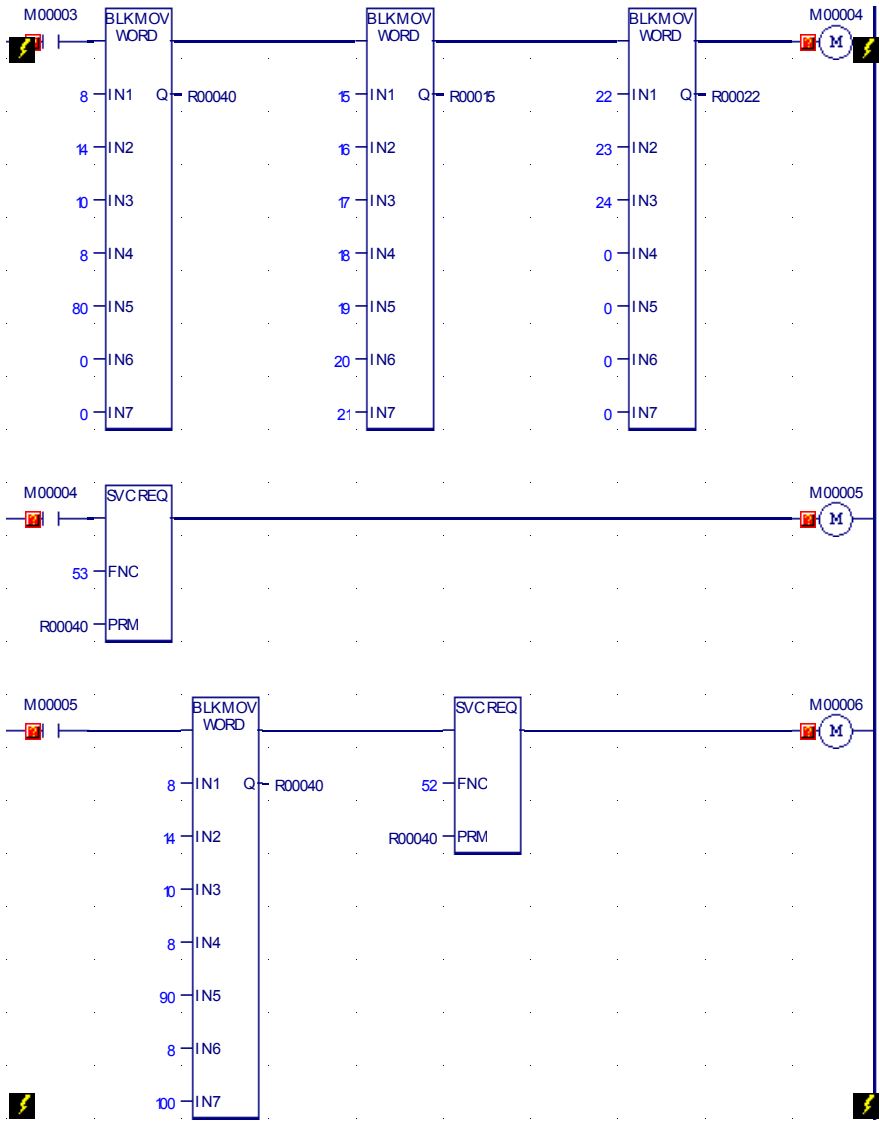 M00003 BLKMOV BLKMOV BLKMOV M00004
WORD WORD WORD
M
8 IN1 Q R00040 15 IN1 Q R00015 22 IN1 Q R00022
14 IN2 16 IN2 23 IN2
10 IN3 17 IN3 24 IN3
8 IN4 18 IN4 0 IN4
80 IN5 19 IN5 0 IN5
0 IN6 20 IN6 0 IN6
0 IN7 21 IN7 0 IN7
M00004 SVCREQ M00005
M
53 FNC
R00040 PRM
M00005 BLKMOV SVCREQ M00006
WORD
M
8 IN1 Q R00040 52 FNC
14 IN2 R00040 PRM
10 IN3
8 IN4
90 IN5
8 IN6
100 IN7